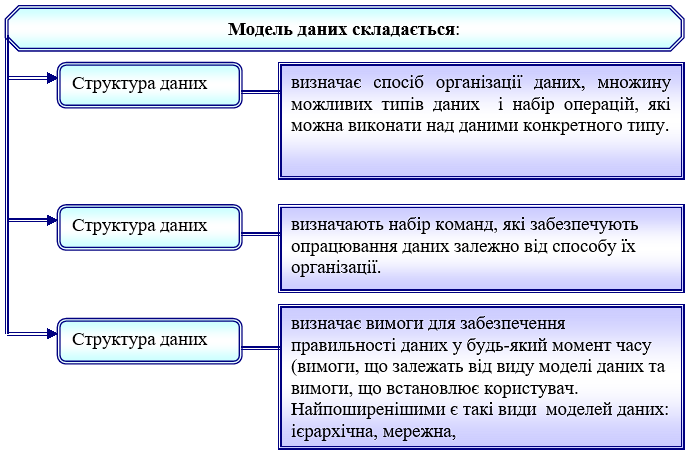 Модель даних складається:
Структура даних
визначає спосіб організації даних, множину
можливих типів даних і набір операцій, які
можна виконати над даними конкретного типу.
Структура даних
визначають набір команд, які забезпечують
опрацювання даних залежно від способу їх
організації.
Структура даних
визначає вимоги для забезпечення
правильності даних у будь-який момент часу
(вимоги, що залежать від виду моделі даних та
вимоги, що встановлює користувач.
Найпоширенішими є такі види моделей даних:
ієрархічна, мережна,